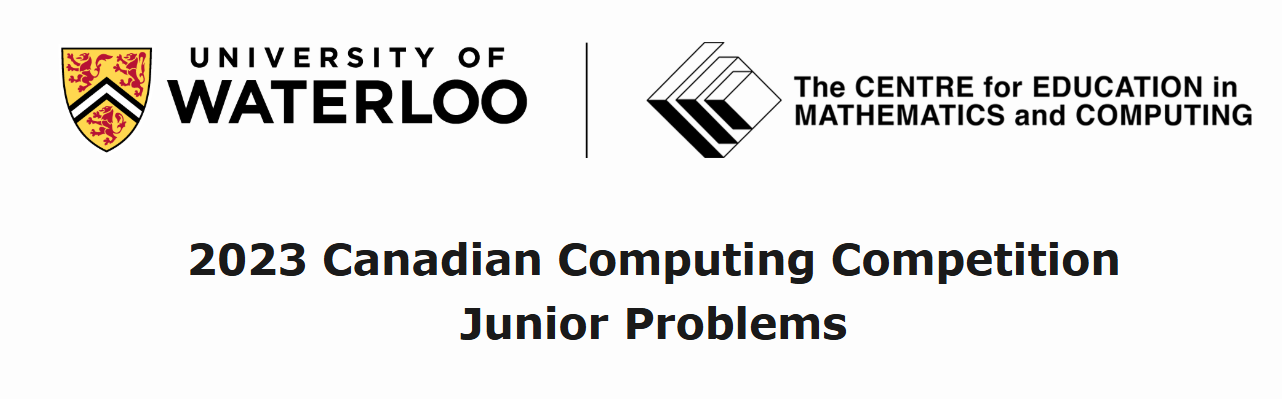 UNIVERSITY OF
WATERLOO
The CENTRE for EDUCATION in
MATHEMATICS and COMPUTING
2023 Canadian Computing Competition
Junior Problems